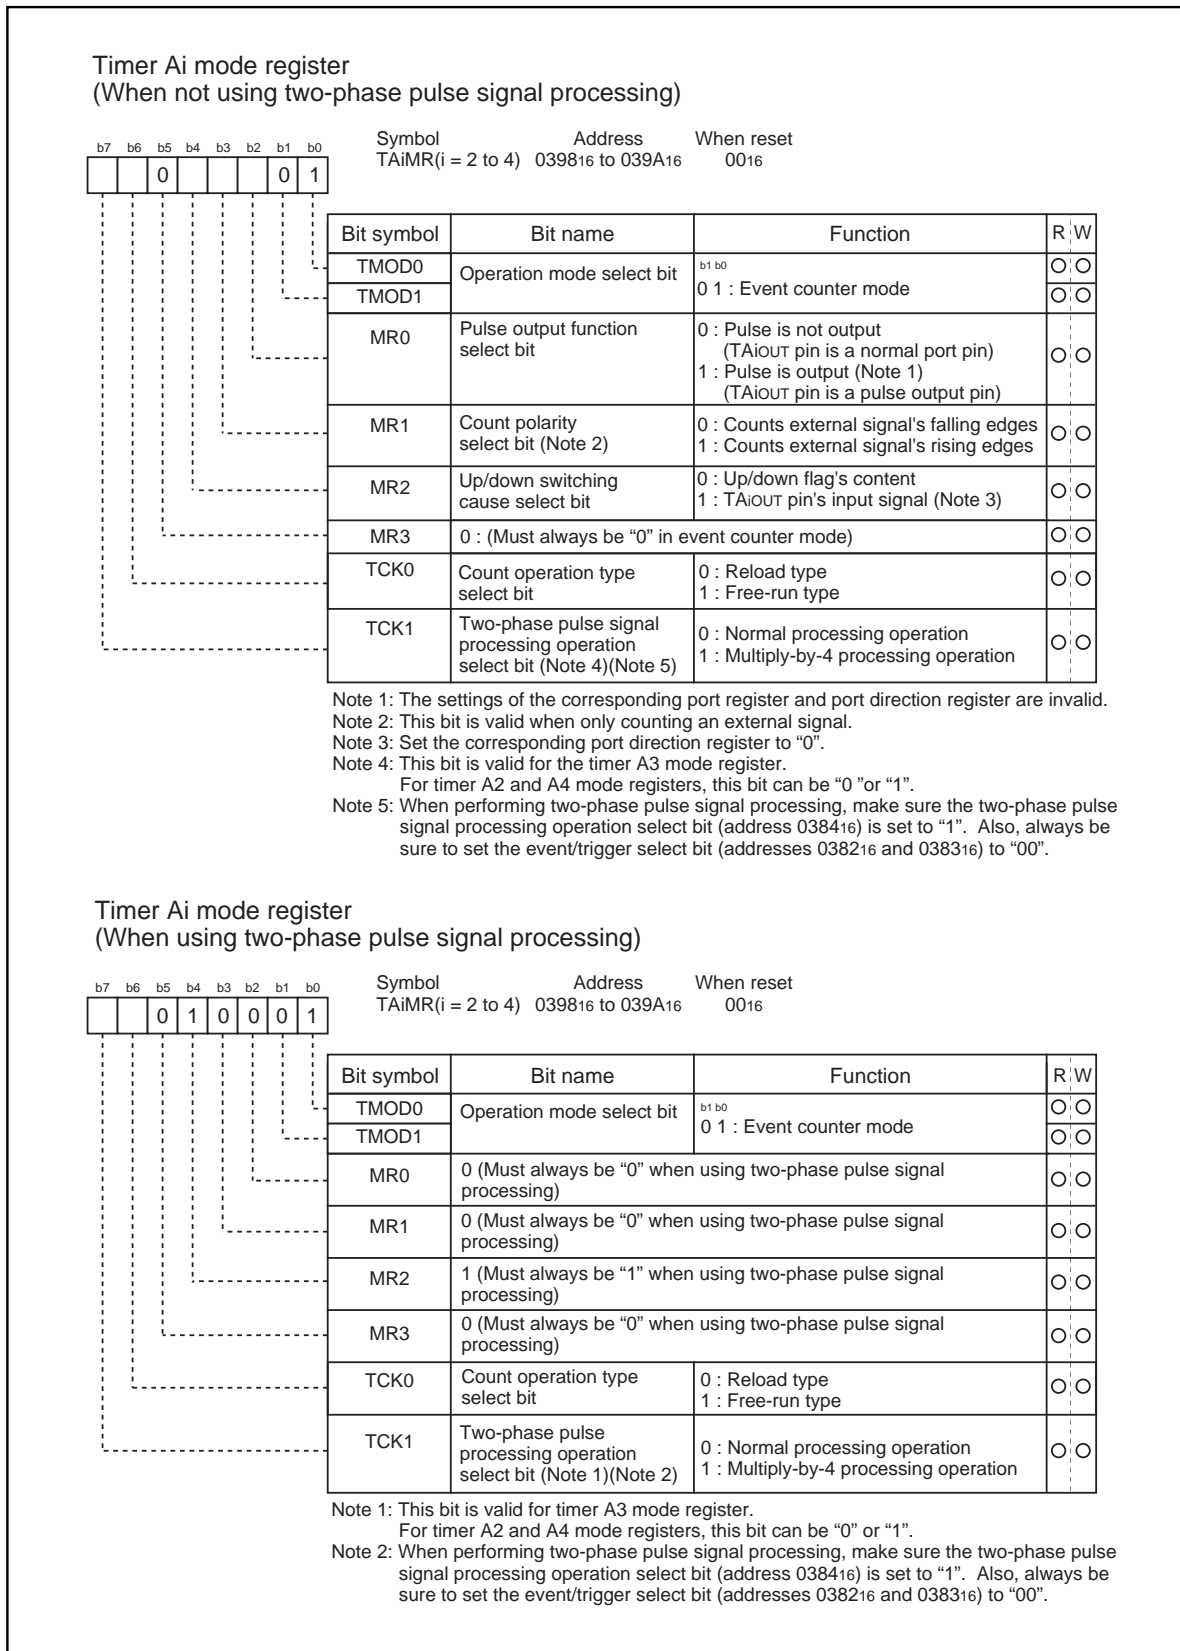 Timer Ai mode register
(When not using two-phase pulse signal processing)
Symbol Address When reset
TAiMR(i = 2 to 4) 039816 to 039A16 0016
b7 b6 b5 b4 b3 b2 b1 b0
0 0 1
Bit symbol Bit name Function R W
TMOD0 Operation mode select bit b1 b0
TMOD1 0 1 : Event counter mode
MR0 Pulse output function select bit 0 : Pulse is not output
(TAiOUT pin is a normal port pin)
1 : Pulse is output (Note 1)
(TAiOUT pin is a pulse output pin)
MR1 Count polarity select bit (Note 2) 0 : Counts external signal's falling edges
1 : Counts external signal's rising edges
MR2 Up/down switching cause select bit 0 : Up/down flag's content
1 : TAiOUT pin's input signal (Note 3)
MR3 0 : (Must always be “0” in event counter mode)
TCK0 Count operation type select bit 0 : Reload type
1 : Free-run type
TCK1 Two-phase pulse signal processing operation select bit (Note 4)(Note 5) 0 : Normal processing operation
1 : Multiply-by-4 processing operation
Note 1: The settings of the corresponding port register and port direction register are invalid.
Note 2: This bit is valid when only counting an external signal.
Note 3: Set the corresponding port direction register to “0”.
Note 4: This bit is valid for the timer A3 mode register.
For timer A2 and A4 mode registers, this bit can be “0 ”or “1”.
Note 5: When performing two-phase pulse signal processing, make sure the two-phase pulse
signal processing operation select bit (address 038416) is set to “1”. Also, always be
sure to set the event/trigger select bit (addresses 038216 and 038316) to “00”.
Timer Ai mode register
(When using two-phase pulse signal processing)
Symbol Address When reset
TAiMR(i = 2 to 4) 039816 to 039A16 0016
b7 b6 b5 b4 b3 b2 b1 b0
0 1 0 0 0 1
Bit symbol Bit name Function R W
TMOD0 Operation mode select bit b1 b0
TMOD1 0 1 : Event counter mode
MR0 0 (Must always be “0” when using two-phase pulse signal
processing)
MR1 0 (Must always be “0” when using two-phase pulse signal
processing)
MR2 1 (Must always be “1” when using two-phase pulse signal
processing)
MR3 0 (Must always be “0” when using two-phase pulse signal
processing)
TCK0 Count operation type select bit 0 : Reload type
1 : Free-run type
TCK1 Two-phase pulse processing operation select bit (Note 1)(Note 2) 0 : Normal processing operation
1 : Multiply-by-4 processing operation
Note 1: This bit is valid for timer A3 mode register.
For timer A2 and A4 mode registers, this bit can be “0” or “1”.
Note 2: When performing two-phase pulse signal processing, make sure the two-phase pulse
signal processing operation select bit (address 038416) is set to “1”. Also, always be
sure to set the event/trigger select bit (addresses 038216 and 038316) to “00”.